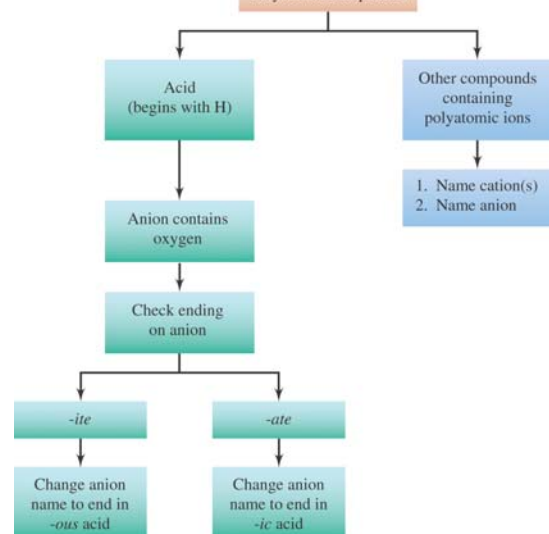 Acid
(begins with H)
Other compounds
containing
polyatomic ions
1. Name cation(s)
2. Name anion
Anion contains
oxygen
Check ending
on anion
-ite
-ate
Change anion
name to end in
-ous acid
Change anion
name to end in
-ic acid